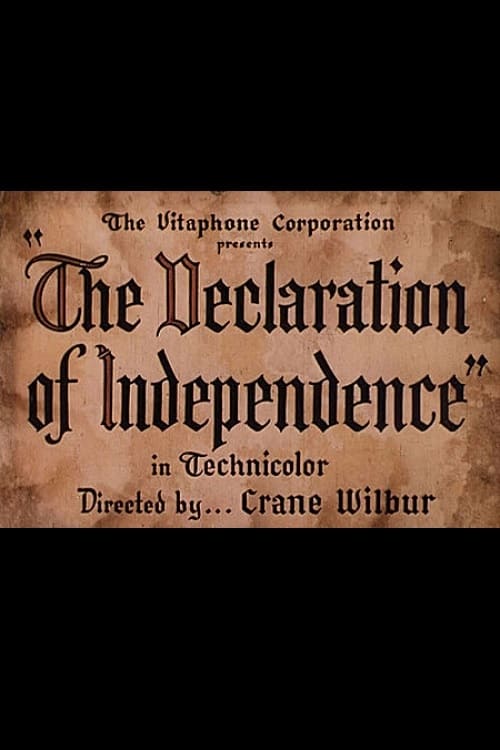 The Vitaphone Corporation
presents
"The Declaration
of Independence"
in Technicolor
Directed by... Crane Wilbur